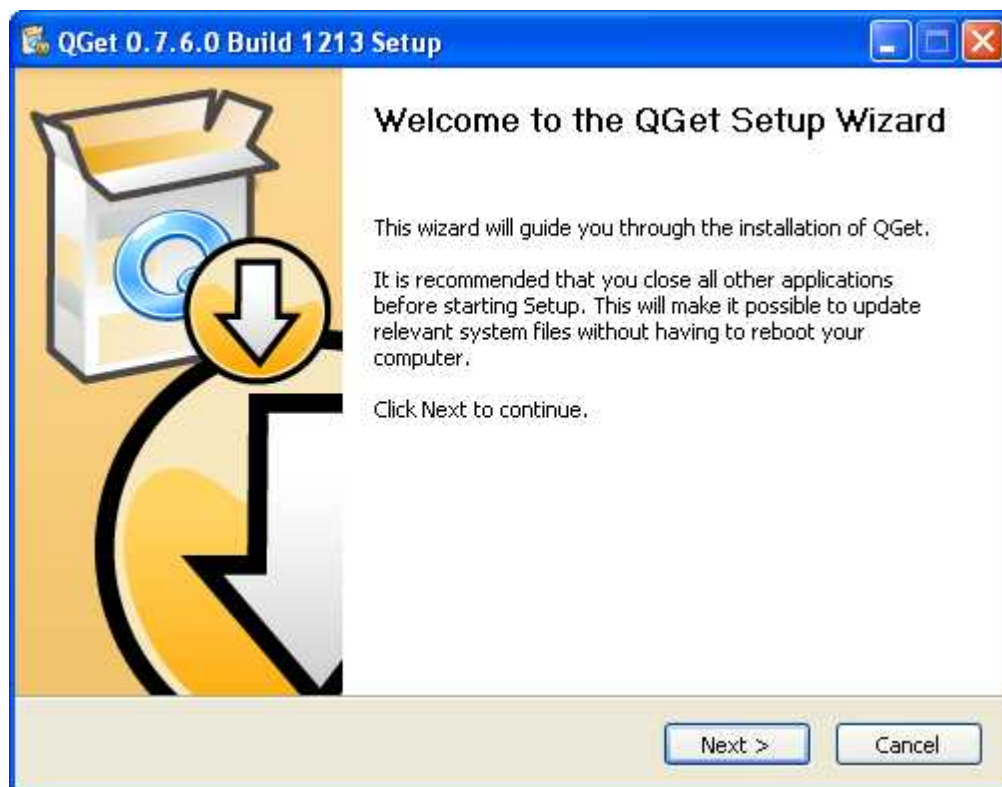 QGet 0.7.6.0 Build 1213 Setup
Welcome to the QGet Setup Wizard
This wizard will guide you through the installation of QGet.
It is recommended that you close all other applications
before starting Setup. This will make it possible to update
relevant system files without having to reboot your
computer.
Click Next to continue.
Next >
Cancel